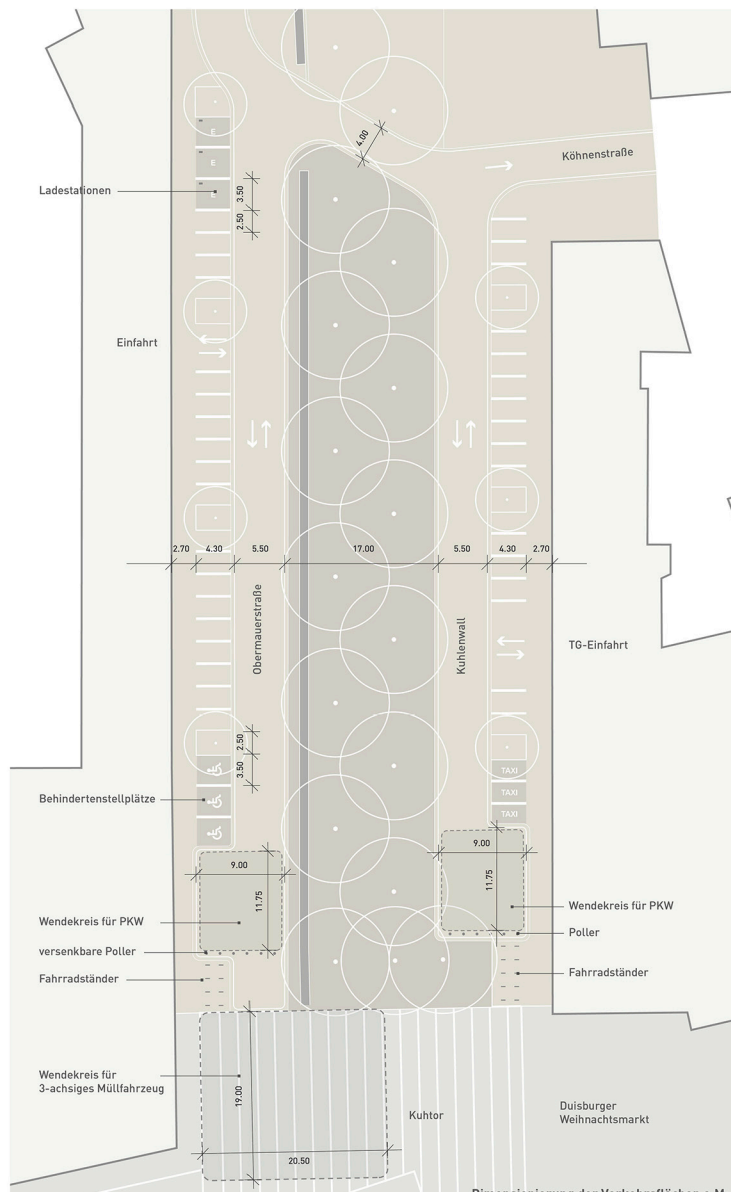 4.00
Köhnenstraße
E
E
Ladestationen
E
3.50
2.50
Einfahrt
2.70 4.30 5.50 17.00 5.50 4.30 2.70
Obermauerstraße
Kuhlenwall
TG-Einfahrt
2.50
3.50
TAXI
TAXI
TAXI
Behindertenstellplätze
9.00
11.75
9.00
11.75
Wendekreis für PKW
Wendekreis für PKW
versenkbare Poller
Poller
Fahrradständer
Fahrradständer
Wendekreis für
3-achsiges Müllfahrzeug
19.00
20.50
Kuhtor
Duisburger
Weihnachtsmarkt
Dimensionierung der Verkehrsflächen